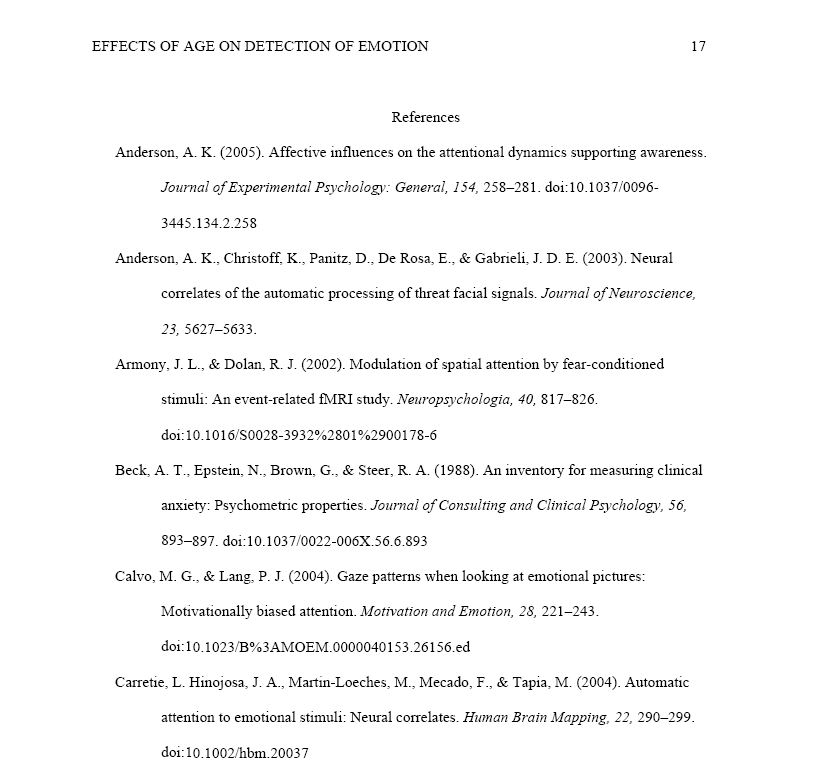 EFFECTS OF AGE ON DETECTION OF EMOTION 17
References
Anderson, A. K. (2005). Affective influences on the attentional dynamics supporting awareness.
Journal of Experimental Psychology: General, 154, 258–281. doi:10.1037/0096-
3445.134.2.258
Anderson, A. K., Christoff, K., Panitz, D., De Rosa, E., & Gabrieli, J. D. E. (2003). Neural
correlates of the automatic processing of threat facial signals. Journal of Neuroscience,
23, 5627–5633.
Armony, J. L., & Dolan, R. J. (2002). Modulation of spatial attention by fear-conditioned
stimuli: An event-related fMRI study. Neuropsychologia, 40, 817–826.
doi:10.1016/S0028-3932%2801%2900178-6
Beck, A. T., Epstein, N., Brown, G., & Steer, R. A. (1988). An inventory for measuring clinical
anxiety: Psychometric properties. Journal of Consulting and Clinical Psychology, 56,
893–897. doi:10.1037/0022-006X.56.6.893
Calvo, M. G., & Lang, P. J. (2004). Gaze patterns when looking at emotional pictures:
Motivationally biased attention. Motivation and Emotion, 28, 221–243.
doi:10.1023/B%3AMOEM.0000040153.26156.ed
Carretie, L. Hinojosa, J. A., Martin-Loeches, M., Mecado, F., & Tapia, M. (2004). Automatic
attention to emotional stimuli: Neural correlates. Human Brain Mapping, 22, 290–299.
doi:10.1002/hbm.20037